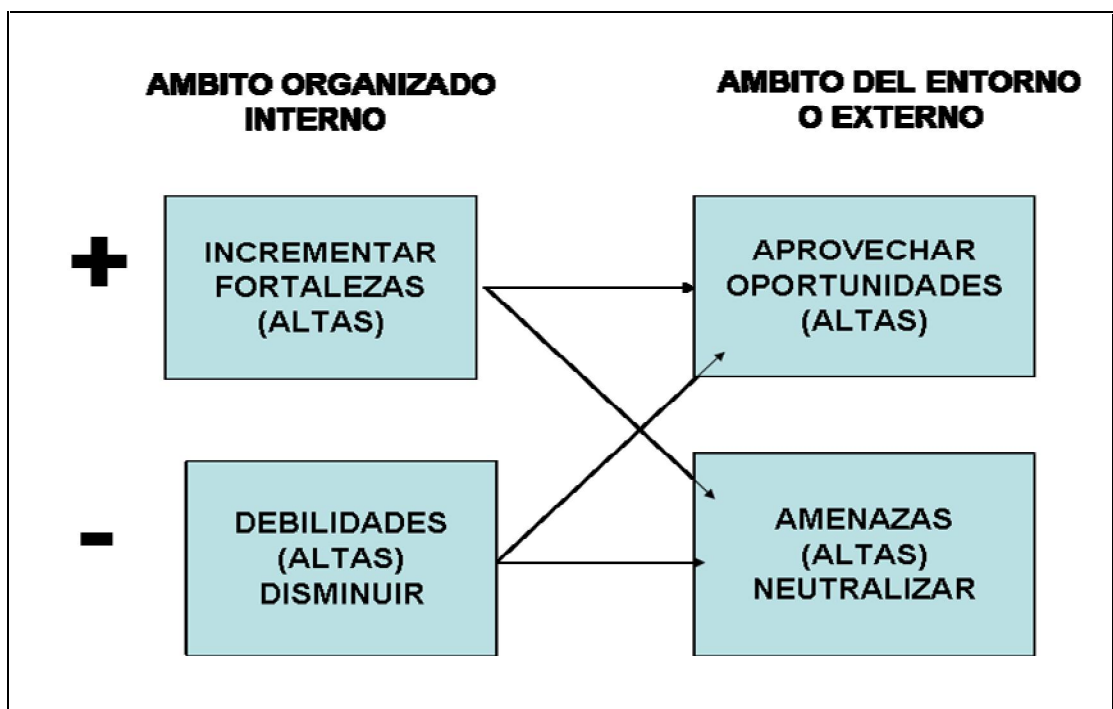 AMBITO ORGANIZADO
INTERNO
AMBITO DEL ENTORNO
O EXTERNO
+
INCREMENTAR
FORTALEZAS
(ALTAS)
APROVECHAR
OPORTUNIDADES
(ALTAS)
-
DEBILIDADES
(ALTAS)
DISMINUIR
AMENAZAS
(ALTAS)
NEUTRALIZAR